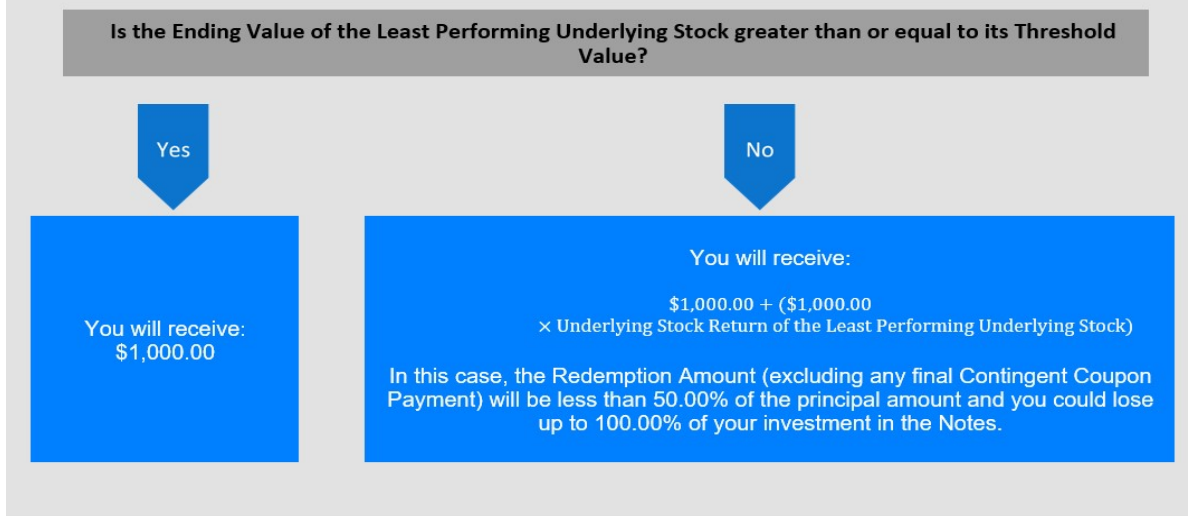 Is the Ending Value of the Least Performing Underlying Stock greater than or equal to its Threshold
Value?
Yes
No
You will receive:
$1,000.00
You will receive:
$1,000.00 + ($1,000.00
× Underlying Stock Return of the Least Performing Underlying Stock)
In this case, the Redemption Amount (excluding any final Contingent Coupon
Payment) will be less than 50.00% of the principal amount and you could lose
up to 100.00% of your investment in the Notes.